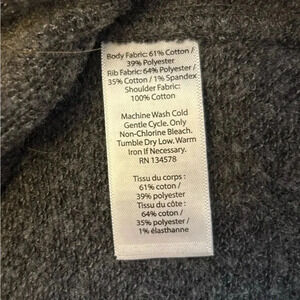 Body Fabric: 61% Cotton /
39% Polyester
Rib Fabric: 64% Polyester /
35% Cotton / 1% Spandex
Shoulder Fabric:
100% Cotton
Machine Wash Cold
Gentle Cycle. Only
Non-Chlorine Bleach.
Tumble Dry Low. Warm
Iron If Necessary.
RN 134578
Tissu du corps :
61% coton /
39% polyester
Tissu du côte :
64% coton /
35% polyester /
1% élasthanne